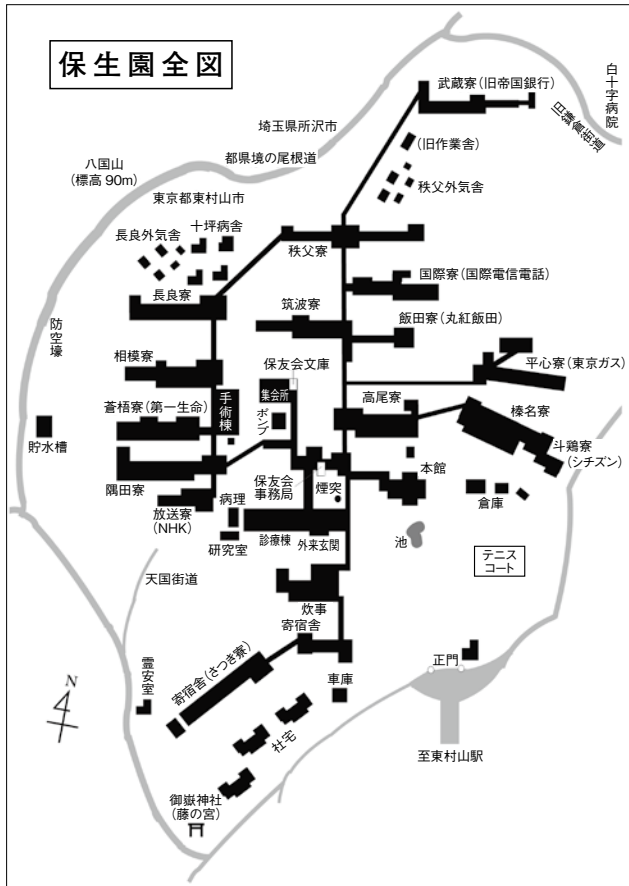 保生園全図
武蔵寮(旧帝国銀行)
白十字病院
旧鎌倉街道
埼玉県所沢市
(旧作業舎)
八国山
(標高 90m)
都県境の尾根道
秩父外気舎
東京都東村山市
十坪病舎
長良外気舎
秩父寮
国際寮(国際電信電話)
長良寮
筑波寮
飯田寮(丸紅飯田)
防空壕
保友会文庫
平心寮(東京ガス)
相模寮
手術棟
集会所
高尾寮
榛名寮
蒼梧寮(第一生命)
ポンプ
斗鶏寮
(シチズン)
貯水槽
隅田寮
保友会
事務局
煙突
本館
倉庫
放送寮
(NHK)
病理
研究室
診療棟
外来玄関
池
テニス
コート
天国街道
炊事
寄宿舎
寄宿舎(さつき寮)
正門
霊安室
車庫
N
社宅
至東村山駅
御嶽神社
(藤の宮)